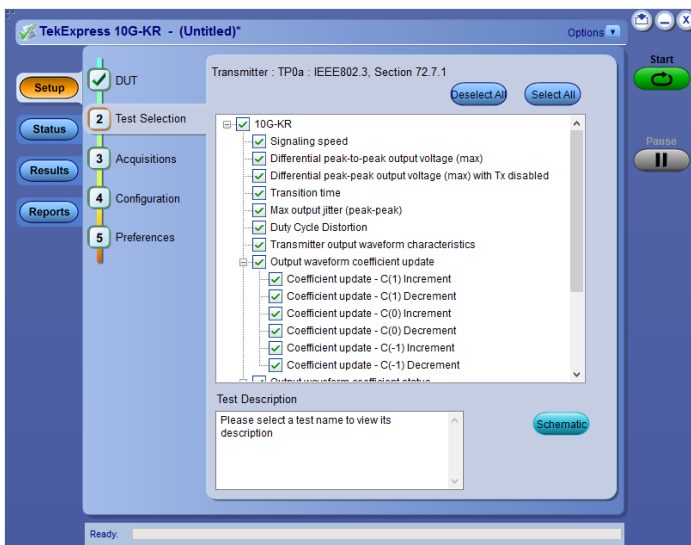 TekExpress 10G-KR - (Untitled)*
Options
Start
Pause
Setup
Status
Results
Reports
DUT
2 Test Selection
3 Acquisitions
4 Configuration
5 Preferences
Transmitter : TP0a : IEEE802.3, Section 72.7.1
Deselect All
Select All
10G-KR
Signaling speed
Differential peak-to-peak output voltage (max)
Differential peak-peak output voltage (max) with Tx disabled
Transition time
Max output jitter (peak-peak)
Duty Cycle Distortion
Transmitter output waveform characteristics
Output waveform coefficient update
Coefficient update - C(1) Increment
Coefficient update - C(1) Decrement
Coefficient update - C(0) Increment
Coefficient update - C(0) Decrement
Coefficient update - C(-1) Increment
Coefficient update - C(-1) Decrement
Output waveform coefficient status
Test Description
Please select a test name to view its
description
Schematic
Ready.